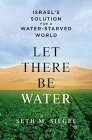 ISRAEL'S
SOLUTION
FOR A
WATER-STARVED
WORLD
LET
THERE BE
WATER
SETH M. SIEGEL